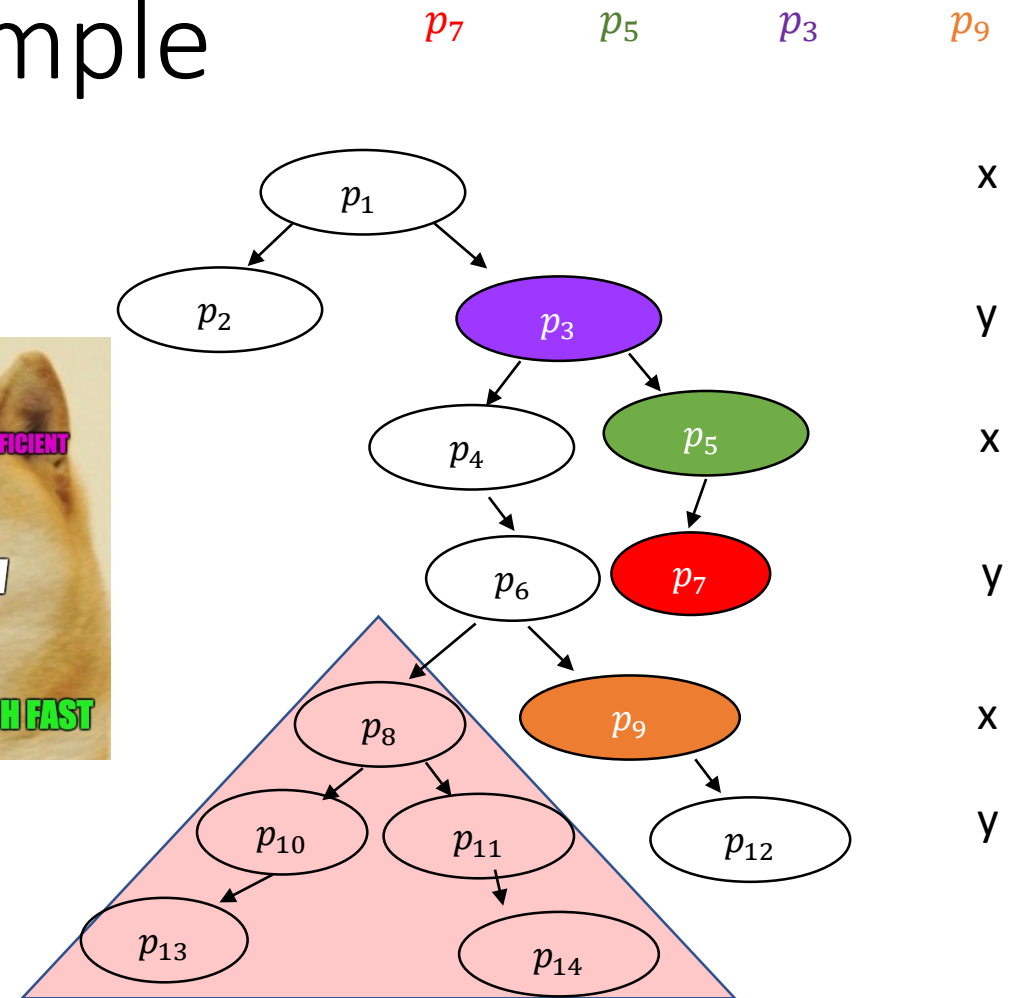 mple
p₇ p₅ p₃ p₉
p₁ x
p₂ p₃ y
p₄ p₅ x
p₆ p₇ y
p₈ p₉ x
p₁₀ p₁₁ p₁₂ y
p₁₃ p₁₄
FICIENT
H FAST